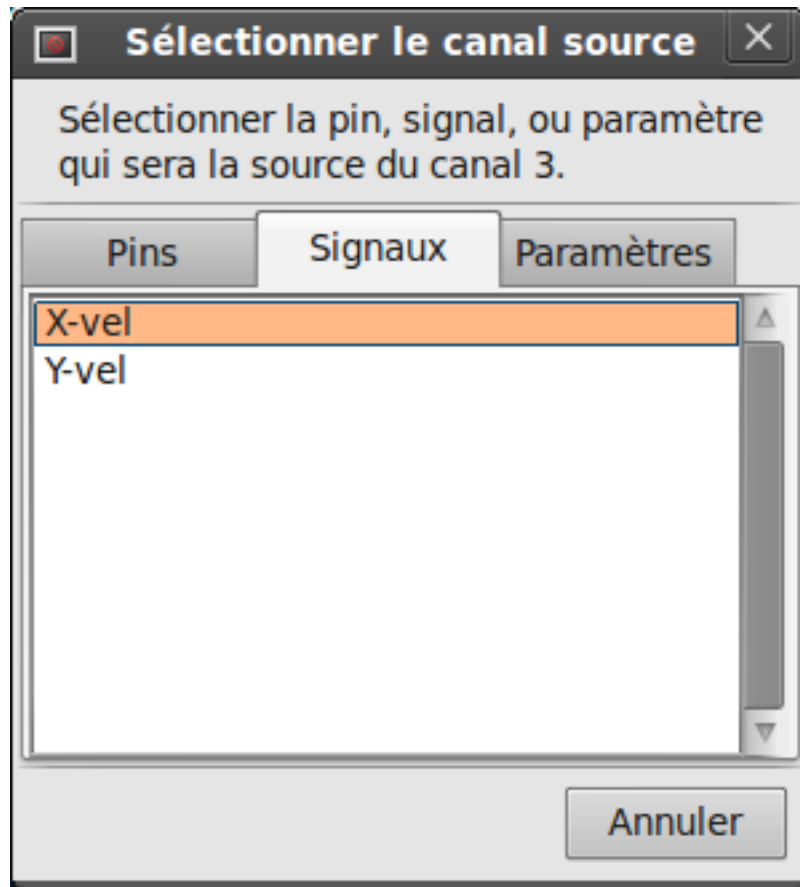 Sélectionner le canal source
Sélectionner la pin, signal, ou paramètre
qui sera la source du canal 3.
Pins Signaux Paramètres
X-vel
Y-vel
Annuler